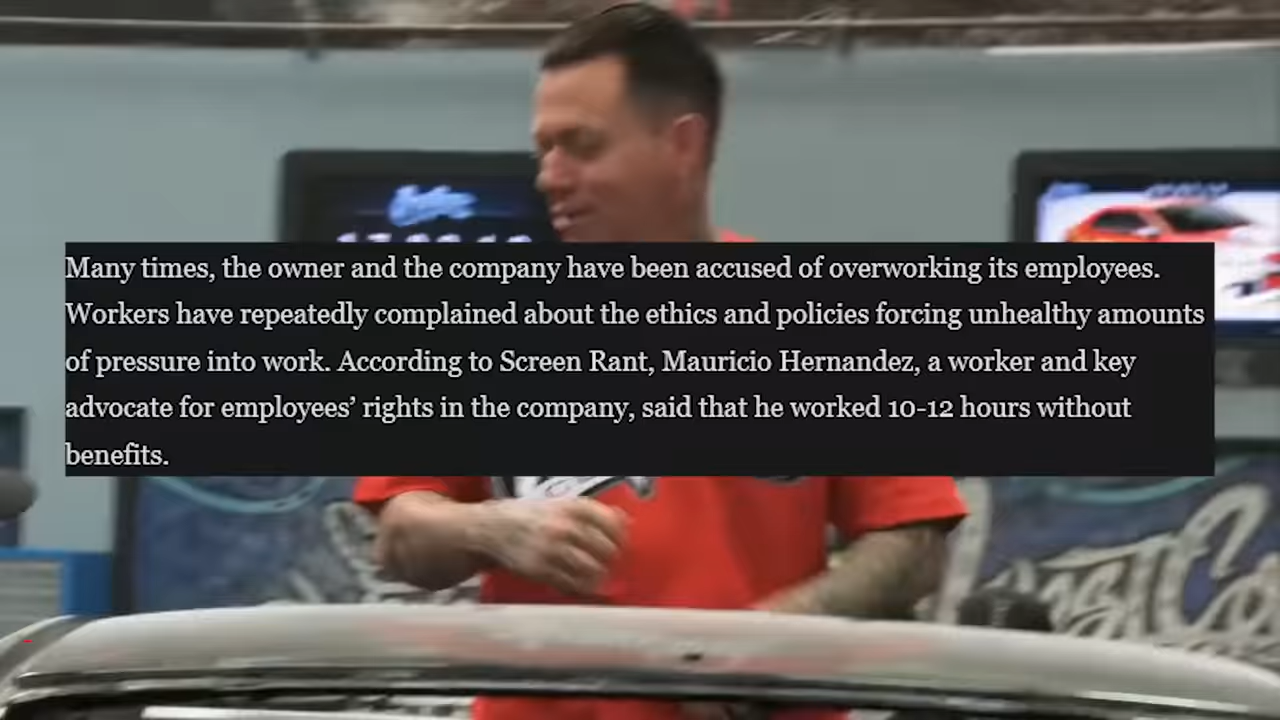 Many times, the owner and the company have been accused of overworking its employees.
Workers have repeatedly complained about the ethics and policies forcing unhealthy amounts
of pressure into work. According to Screen Rant, Mauricio Hernandez, a worker and key
advocate for employees’ rights in the company, said that he worked 10-12 hours without
benefits.